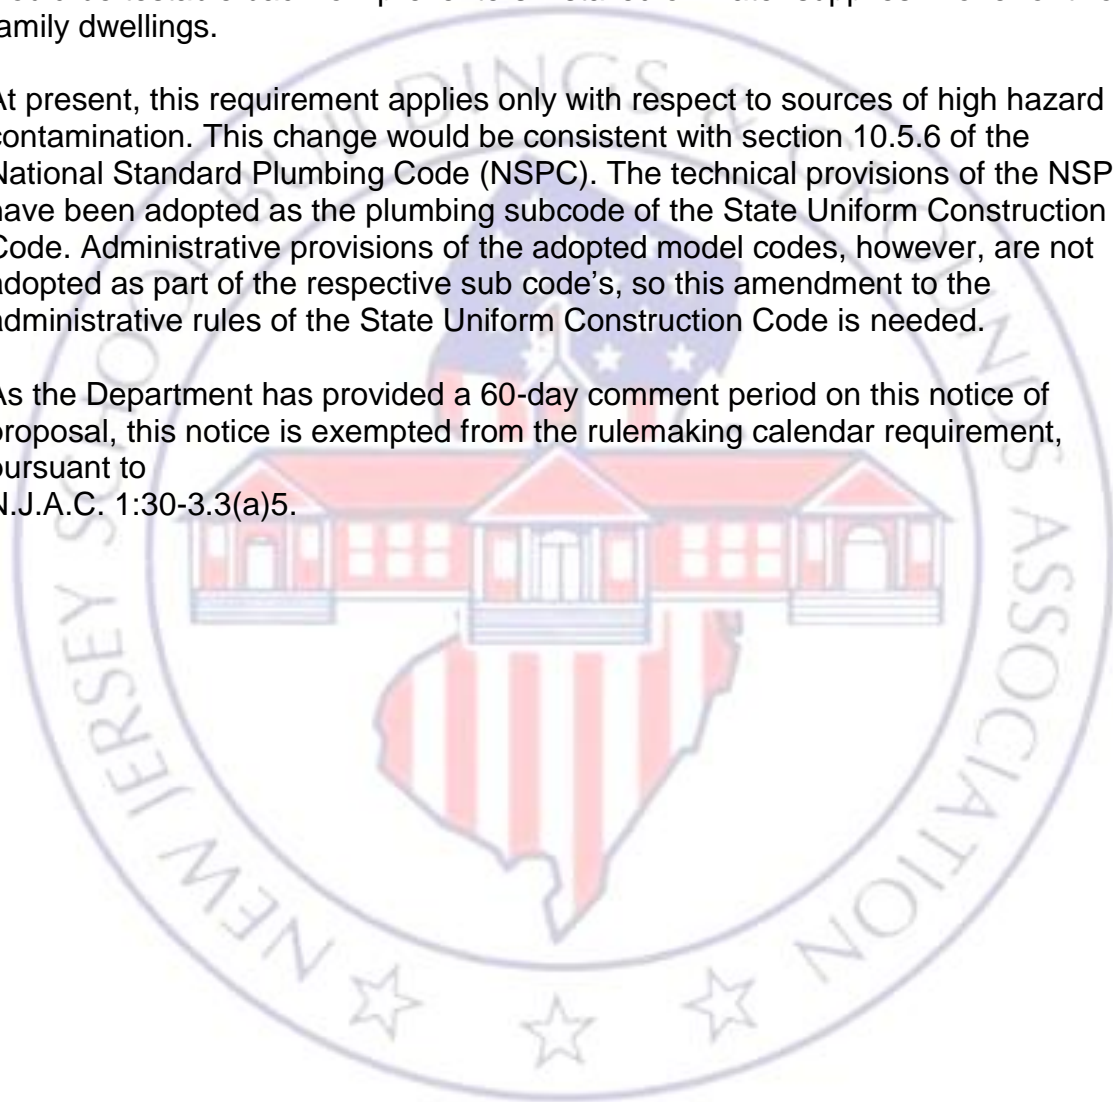 family dwellings.
At present, this requirement applies only with respect to sources of high hazard
contamination. This change would be consistent with section 10.5.6 of the
National Standard Plumbing Code (NSPC). The technical provisions of the NSP
have been adopted as the plumbing subcode of the State Uniform Construction
Code. Administrative provisions of the adopted model codes, however, are not
adopted as part of the respective sub code's, so this amendment to the
administrative rules of the State Uniform Construction Code is needed.
As the Department has provided a 60-day comment period on this notice of
proposal, this notice is exempted from the rulemaking calendar requirement,
pursuant to
N.J.A.C. 1:30-3.3(a)5.
NEW JERSEY SCHOOL BUILDINGS & GROUNDS ASSOCIATION